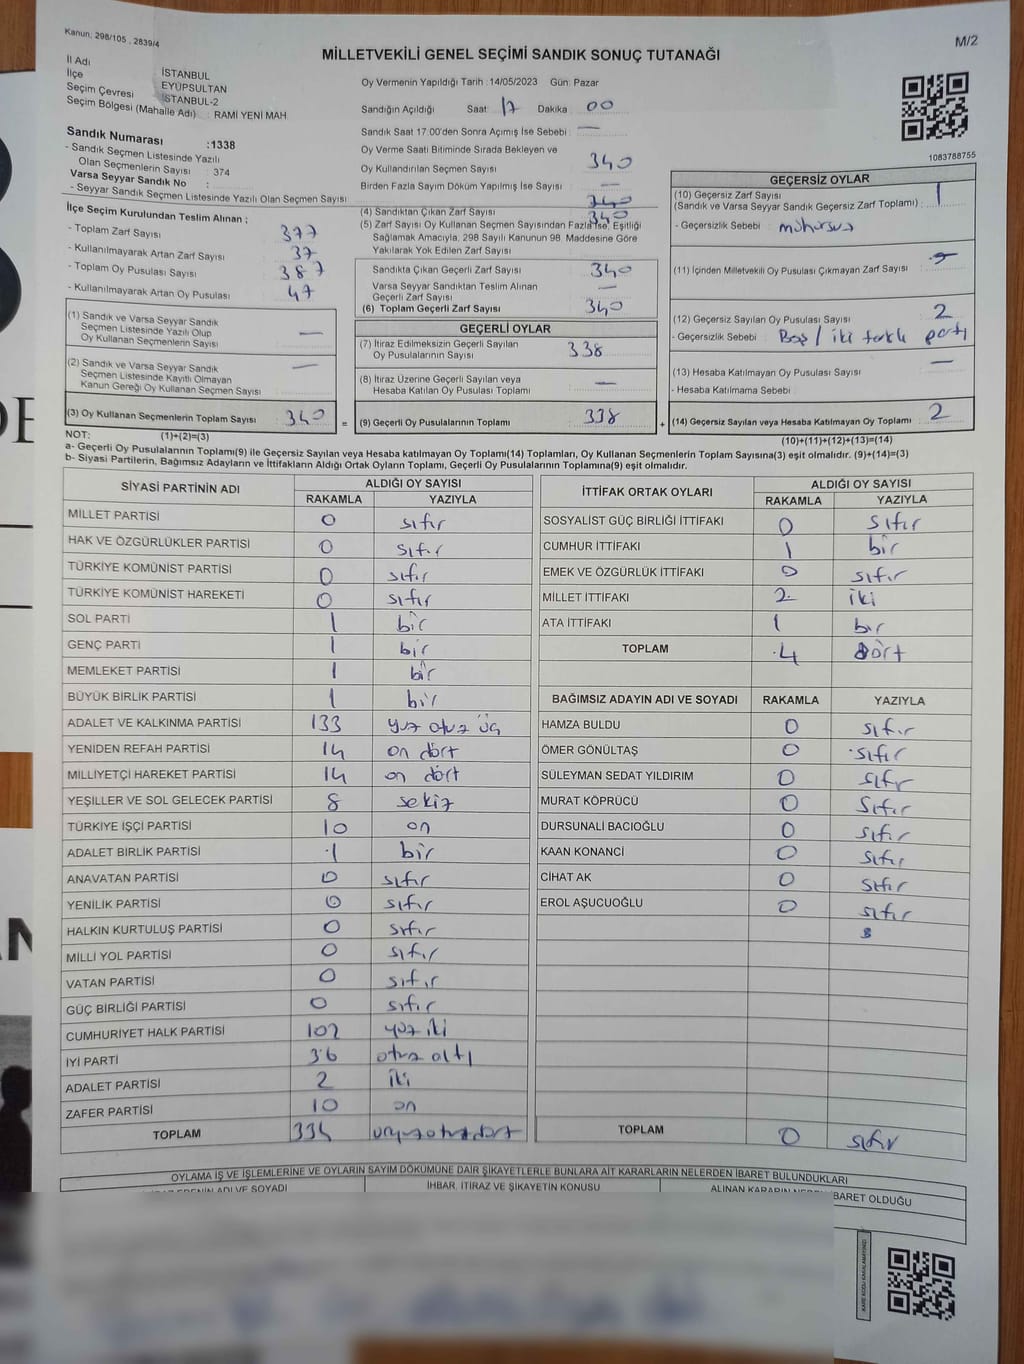 Kanun, 298/105 , 2839/4
M/2
MİLLETVEKİLİ GENEL SEÇİMİ SANDIK SONUÇ TUTANAĞI
İl Adı İSTANBUL
İlçe EYÜPSULTAN
Seçim Çevresi İSTANBUL-2
Seçim Bölgesi (Mahalle Adı) : RAMİ YENİ MAH
Sandık Numarası :1338
- Sandık Seçmen Listesinde Yazılı
Olan Seçmenlerin Sayısı : 374
Varsa Seyyar Sandık No :
- Seyyar Sandık Seçmen Listesinde Yazılı Olan Seçmen Sayısı
İlçe Seçim Kurulundan Teslim Alınan ;
- Toplam Zarf Sayısı 377
- Kullanılmayarak Artan Zarf Sayısı 37
- Toplam Oy Pusulası Sayısı 387
- Kullanılmayarak Artan Oy Pusulası 47
(1) Sandık ve Varsa Seyyar Sandık
Seçmen Listesinde Yazılı Olup
Oy Kullanan Seçmenlerin Sayısı —
(2) Sandık ve Varsa Seyyar Sandık
Seçmen Listesinde Kayıtlı Olmayan
Kanun Gereği Oy Kullanan Seçmen Sayısı —
(3) Oy Kullanan Seçmenlerin Toplam Sayısı 340
Oy Vermenin Yapıldığı Tarih : 14/05/2023 Gün: Pazar
Sandığın Açıldığı Saat : 17 Dakika : 00
Sandık Saat 17:00'den Sonra Açımış İse Sebebi : —
Oy Verme Saati Bitiminde Sırada Bekleyen ve
Oy Kullandırılan Seçmen Sayısı 340
Birden Fazla Sayım Döküm Yapılmış İse Sayısı —
(4) Sandıktan Çıkan Zarf Sayısı 340
(5) Zarf Sayısı Oy Kullanan Seçmen Sayısından Fazla İse, Eşitliği
Sağlamak Amacıyla, 298 Sayılı Kanunun 98. Maddesine Göre
Yakılarak Yok Edilen Zarf Sayısı :
Sandıkta Çıkan Geçerli Zarf Sayısı 340
Varsa Seyyar Sandıktan Teslim Alınan
Geçerli Zarf Sayısı —
(6) Toplam Geçerli Zarf Sayısı 340
GEÇERLİ OYLAR
(7) İtiraz Edilmeksizin Geçerli Sayılan
Oy Pusulalarının Sayısı 338
(8) İtiraz Üzerine Geçerli Sayılan veya
Hesaba Katılan Oy Pusulası Toplamı —
= (9) Geçerli Oy Pusulalarının Toplamı 338
1083788755
GEÇERSİZ OYLAR
(10) Geçersiz Zarf Sayısı
(Sandık ve Varsa Seyyar Sandık Geçersiz Zarf Toplamı) : 1
- Geçersizlik Sebebi : mühürsüz
(11) İçinden Milletvekili Oy Pusulası Çıkmayan Zarf Sayısı
(12) Geçersiz Sayılan Oy Pusulası Sayısı 2
- Geçersizlik Sebebi : Boş / iki farklı parti
(13) Hesaba Katılmayan Oy Pusulası Sayısı —
- Hesaba Katılmama Sebebi :
+ (14) Geçersiz Sayılan veya Hesaba Katılmayan Oy Toplamı 2
NOT: (1)+(2)=(3) (10)+(11)+(12)+(13)=(14)
a- Geçerli Oy Pusulalarının Toplamı(9) ile Geçersiz Sayılan veya Hesaba katılmayan Oy Toplamı(14) Toplamları, Oy Kullanan Seçmenlerin Toplam Sayısına(3) eşit olmalıdır. (9)+(14)=(3)
b- Siyasi Partilerin, Bağımsız Adayların ve İttifakların Aldığı Ortak Oyların Toplamı, Geçerli Oy Pusulalarının Toplamına(9) eşit olmalıdır.
SİYASİ PARTİNİN ADI ALDIĞI OY SAYISI
RAKAMLA YAZIYLA
MİLLET PARTİSİ 0 sıfır
HAK VE ÖZGÜRLÜKLER PARTİSİ 0 sıfır
TÜRKİYE KOMÜNİST PARTİSİ 0 sıfır
TÜRKİYE KOMÜNİST HAREKETİ 0 sıfır
SOL PARTİ 1 bir
GENÇ PARTİ 1 bir
MEMLEKET PARTİSİ 1 bir
BÜYÜK BİRLİK PARTİSİ 1 bir
ADALET VE KALKINMA PARTİSİ 133 yüz otuz üç
YENİDEN REFAH PARTİSİ 14 on dört
MİLLİYETÇİ HAREKET PARTİSİ 14 on dört
YEŞİLLER VE SOL GELECEK PARTİSİ 8 sekiz
TÜRKİYE İŞÇİ PARTİSİ 10 on
ADALET BİRLİK PARTİSİ 1 bir
ANAVATAN PARTİSİ 0 sıfır
YENİLİK PARTİSİ 0 sıfır
HALKIN KURTULUŞ PARTİSİ 0 sıfır
MİLLİ YOL PARTİSİ 0 sıfır
VATAN PARTİSİ 0 sıfır
GÜÇ BİRLİĞİ PARTİSİ 0 sıfır
CUMHURİYET HALK PARTİSİ 102 yüz iki
İYİ PARTİ 36 otuz altı
ADALET PARTİSİ 2 iki
ZAFER PARTİSİ 10 on
TOPLAM 334 üçyüzotuzdört
İTTİFAK ORTAK OYLARI ALDIĞI OY SAYISI
RAKAMLA YAZIYLA
SOSYALİST GÜÇ BİRLİĞİ İTTİFAKI 0 sıfır
CUMHUR İTTİFAKI 1 bir
EMEK VE ÖZGÜRLÜK İTTİFAKI 0 sıfır
MİLLET İTTİFAKI 2 iki
ATA İTTİFAKI 1 bir
TOPLAM 4 dört
BAĞIMSIZ ADAYIN ADI VE SOYADI RAKAMLA YAZIYLA
HAMZA BULDU 0 sıfır
ÖMER GÖNÜLTAŞ 0 sıfır
SÜLEYMAN SEDAT YILDIRIM 0 sıfır
MURAT KÖPRÜCÜ 0 sıfır
DURSUNALİ BACIOĞLU 0 sıfır
KAAN KONANCİ 0 sıfır
CİHAT AK 0 sıfır
EROL AŞUCUOĞLU 0 sıfır
TOPLAM 0 sıfır
OYLAMA İŞ VE İŞLEMLERİNE VE OYLARIN SAYIM DÖKÜMÜNE DAİR ŞİKAYETLERLE BUNLARA AİT KARARLARIN NELERDEN İBARET BULUNDUKLARI
ADI VE SOYADI İHBAR, İTİRAZ VE ŞİKAYETİN KONUSU ALINAN KARARIN NEDEN İBARET OLDUĞU